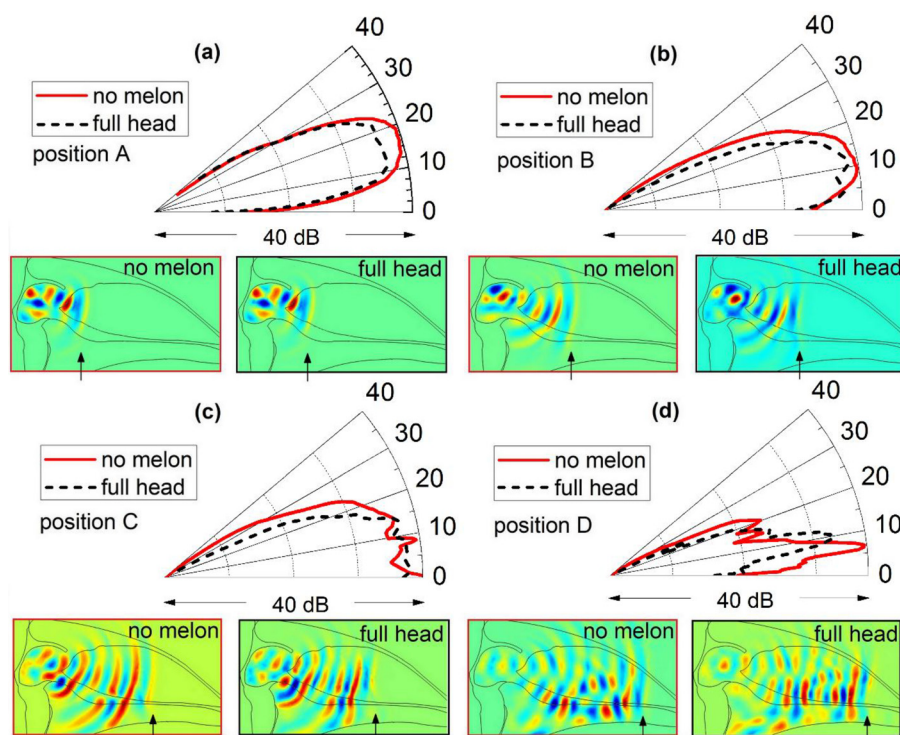 (a)
40
30
20
10
0
no melon
full head
position A
40 dB
no melon
full head
(b)
40
30
20
10
0
no melon
full head
position B
40 dB
no melon
full head
(c)
40
30
20
10
0
no melon
full head
position C
40 dB
no melon
full head
(d)
40
30
20
10
0
no melon
full head
position D
40 dB
no melon
full head